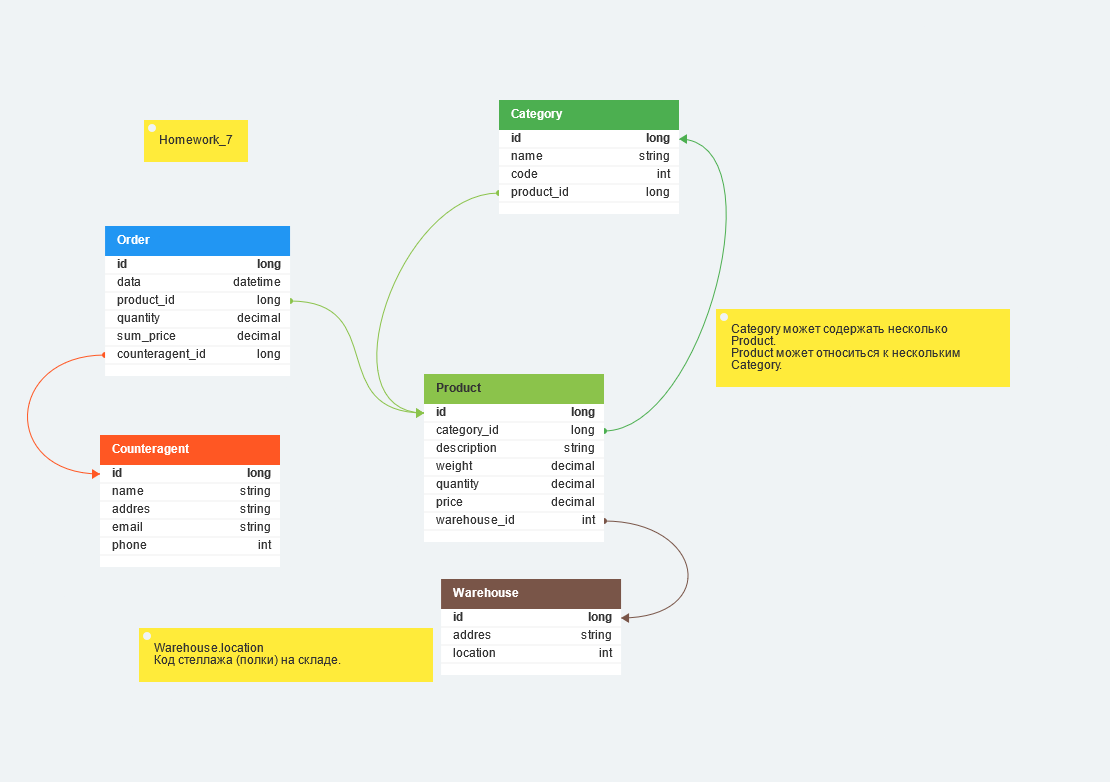 Homework_7
Category
id long
name string
code int
product_id long
Order
id long
data datetime
product_id long
quantity decimal
sum_price decimal
counteragent_id long
Category может содержать несколько
Product.
Product может относиться к нескольким
Category.
Product
id long
category_id long
description string
weight decimal
quantity decimal
price decimal
warehouse_id int
Counteragent
id long
name string
addres string
email string
phone int
Warehouse
id long
addres string
location int
Warehouse.location
Код стеллажа (полки) на складе.